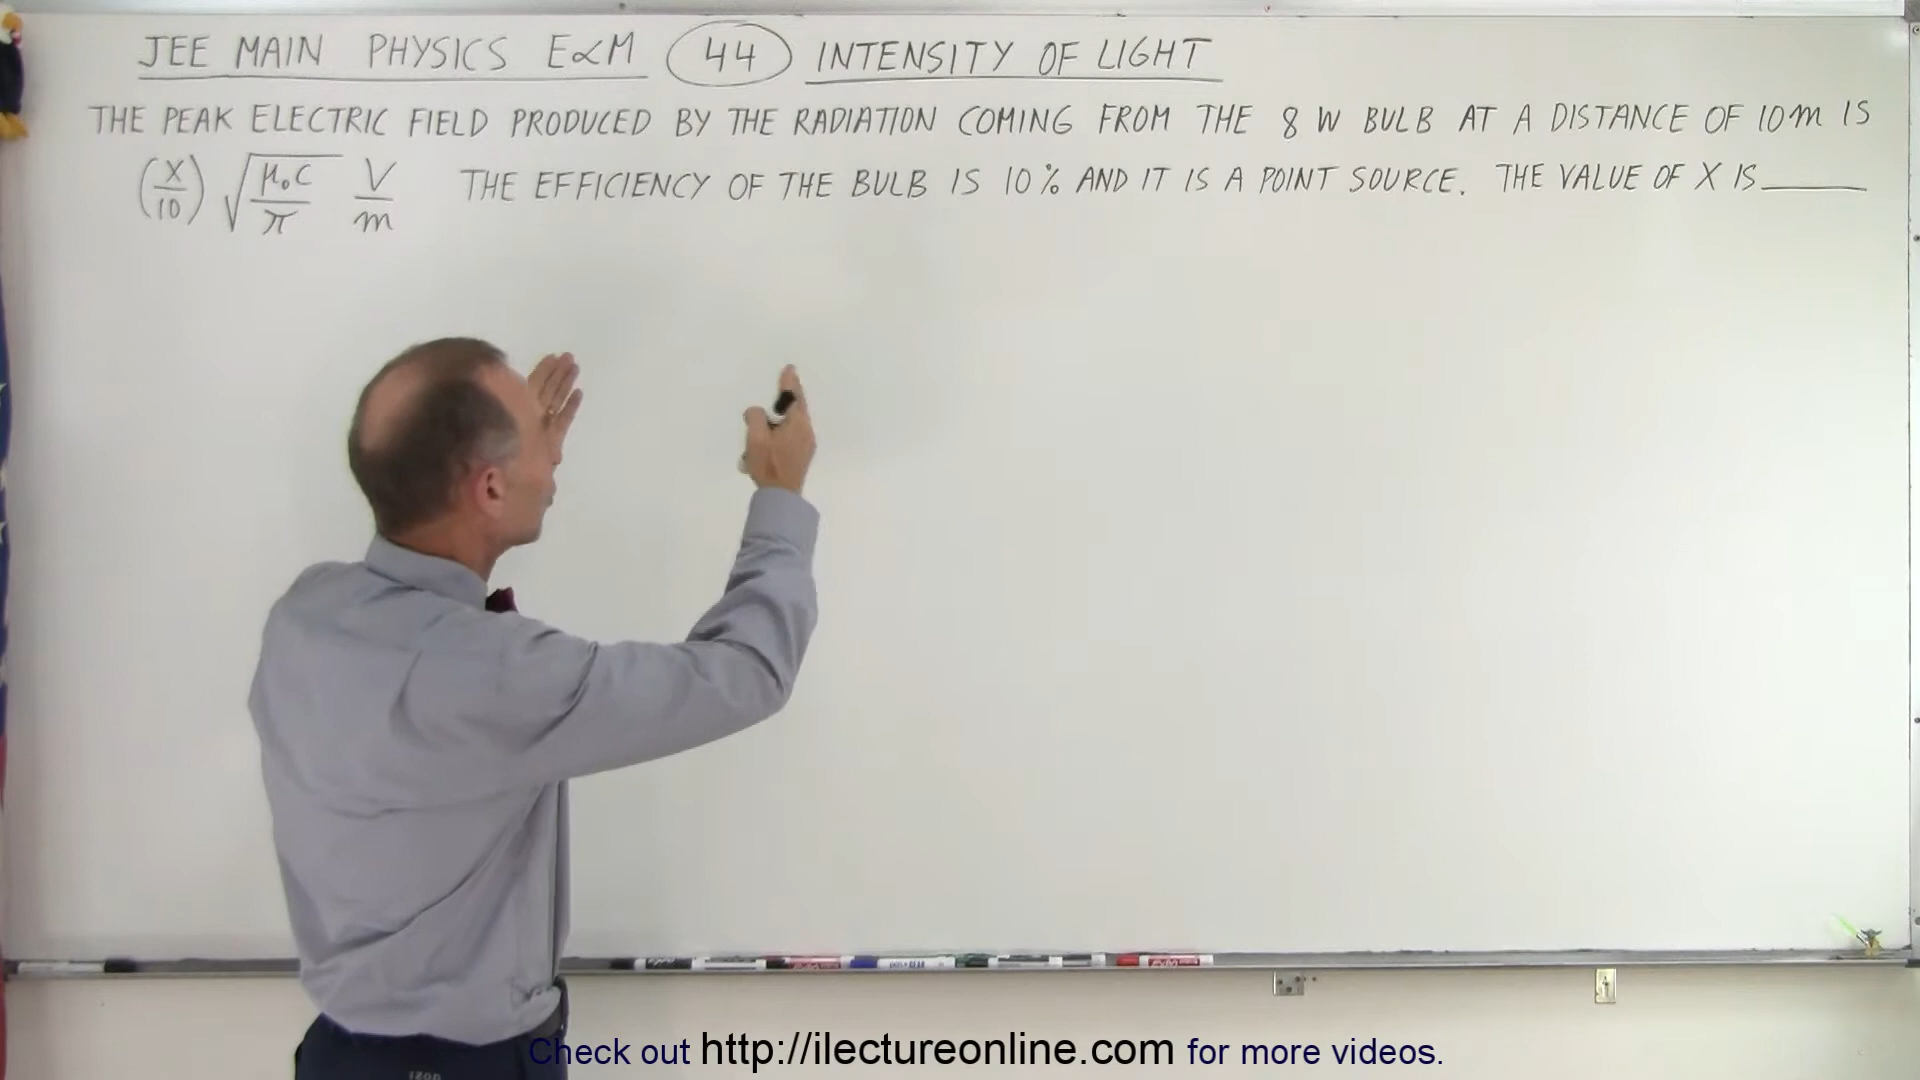 JEE MAIN PHYSICS E∝M 44 INTENSITY OF LIGHT
THE PEAK ELECTRIC FIELD PRODUCED BY THE RADIATION COMING FROM THE 8 W BULB AT A DISTANCE OF 10m IS
(X/10) √(μ₀C/π) V/m THE EFFICIENCY OF THE BULB IS 10% AND IT IS A POINT SOURCE. THE VALUE OF X IS______
Check out http://ilectureonline.com for more videos.